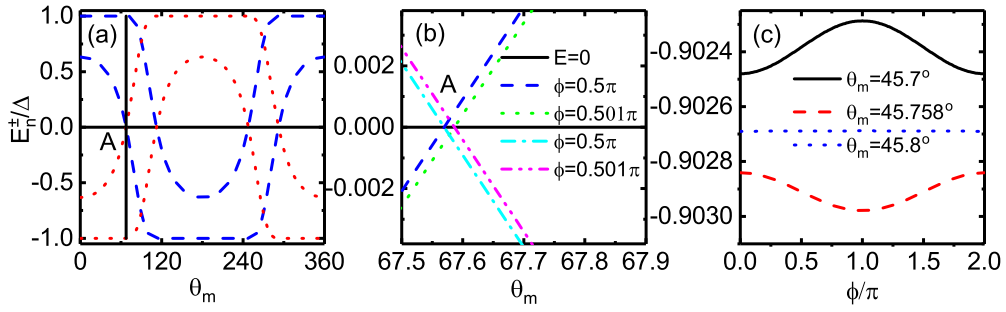 (a)
E_n^±/Δ
1.0
0.5
0.0
-0.5
-1.0
A
0 120 240 360
θ_m
(b)
0.002
0.000
-0.002
A
E=0
ϕ=0.5π
ϕ=0.501π
ϕ=0.5π
ϕ=0.501π
67.5 67.6 67.7 67.8 67.9
θ_m
(c)
-0.9024
-0.9026
-0.9027
-0.9028
-0.9030
θ_m=45.7°
θ_m=45.758°
θ_m=45.8°
0.0 0.5 1.0 1.5 2.0
ϕ/π